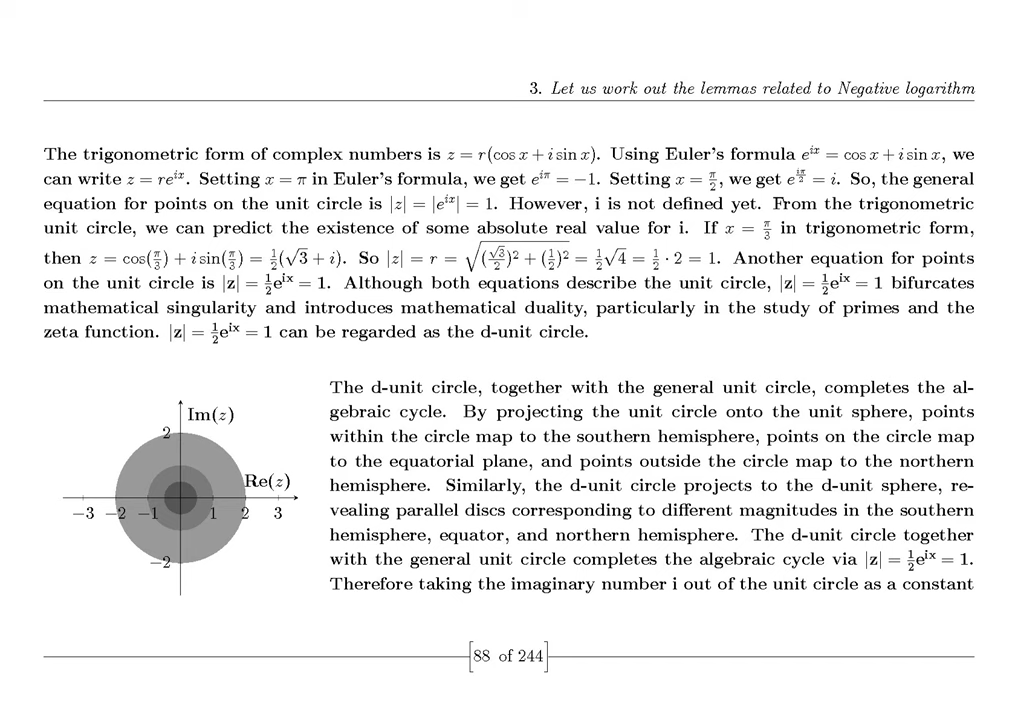 3. Let us work out the lemmas related to Negative logarithm
The trigonometric form of complex numbers is z = r(cos x + i sin x). Using Euler's formula e^{ix} = cos x + i sin x, we
can write z = re^{ix}. Setting x = π in Euler's formula, we get e^{iπ} = −1. Setting x = π/2, we get e^{iπ/2} = i. So, the general
equation for points on the unit circle is |z| = |e^{ix}| = 1. However, i is not defined yet. From the trigonometric
unit circle, we can predict the existence of some absolute real value for i. If x = π/3 in trigonometric form,
then z = cos(π/3) + i sin(π/3) = 1/2(√3 + i). So |z| = r = √((√3/2)² + (1/2)²) = 1/2√4 = 1/2 · 2 = 1. Another equation for points
on the unit circle is |z| = 1/2e^{ix} = 1. Although both equations describe the unit circle, |z| = 1/2e^{ix} = 1 bifurcates
mathematical singularity and introduces mathematical duality, particularly in the study of primes and the
zeta function. |z| = 1/2e^{ix} = 1 can be regarded as the d-unit circle.
The d-unit circle, together with the general unit circle, completes the al-
gebraic cycle. By projecting the unit circle onto the unit sphere, points
within the circle map to the southern hemisphere, points on the circle map
to the equatorial plane, and points outside the circle map to the northern
hemisphere. Similarly, the d-unit circle projects to the d-unit sphere, re-
vealing parallel discs corresponding to different magnitudes in the southern
hemisphere, equator, and northern hemisphere. The d-unit circle together
with the general unit circle completes the algebraic cycle via |z| = 1/2e^{ix} = 1.
Therefore taking the imaginary number i out of the unit circle as a constant
Im(z)
2
Re(z)
−3 −2 −1 1 2 3
−2
88 of 244